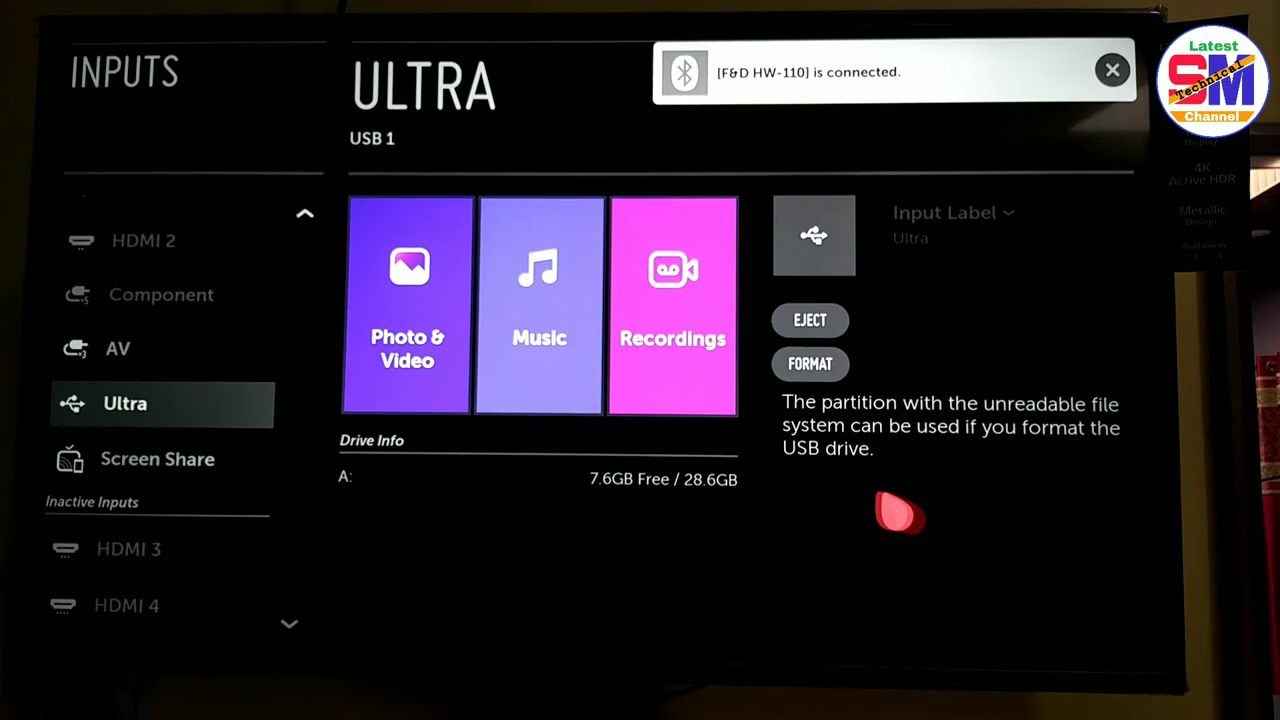 INPUTS
HDMI 2
Component
AV
Ultra
Screen Share
Inactive Inputs
HDMI 3
HDMI 4
ULTRA
USB 1
[F&D HW-110] is connected.
Photo &
Video
Music
Recordings
Drive Info
A: 7.6GB Free / 28.6GB
Input Label
Ultra
EJECT
FORMAT
The partition with the unreadable file
system can be used if you format the
USB drive.
Latest
SM
Technical
Channel
Display
4K
Active HDR
Metallic
Design